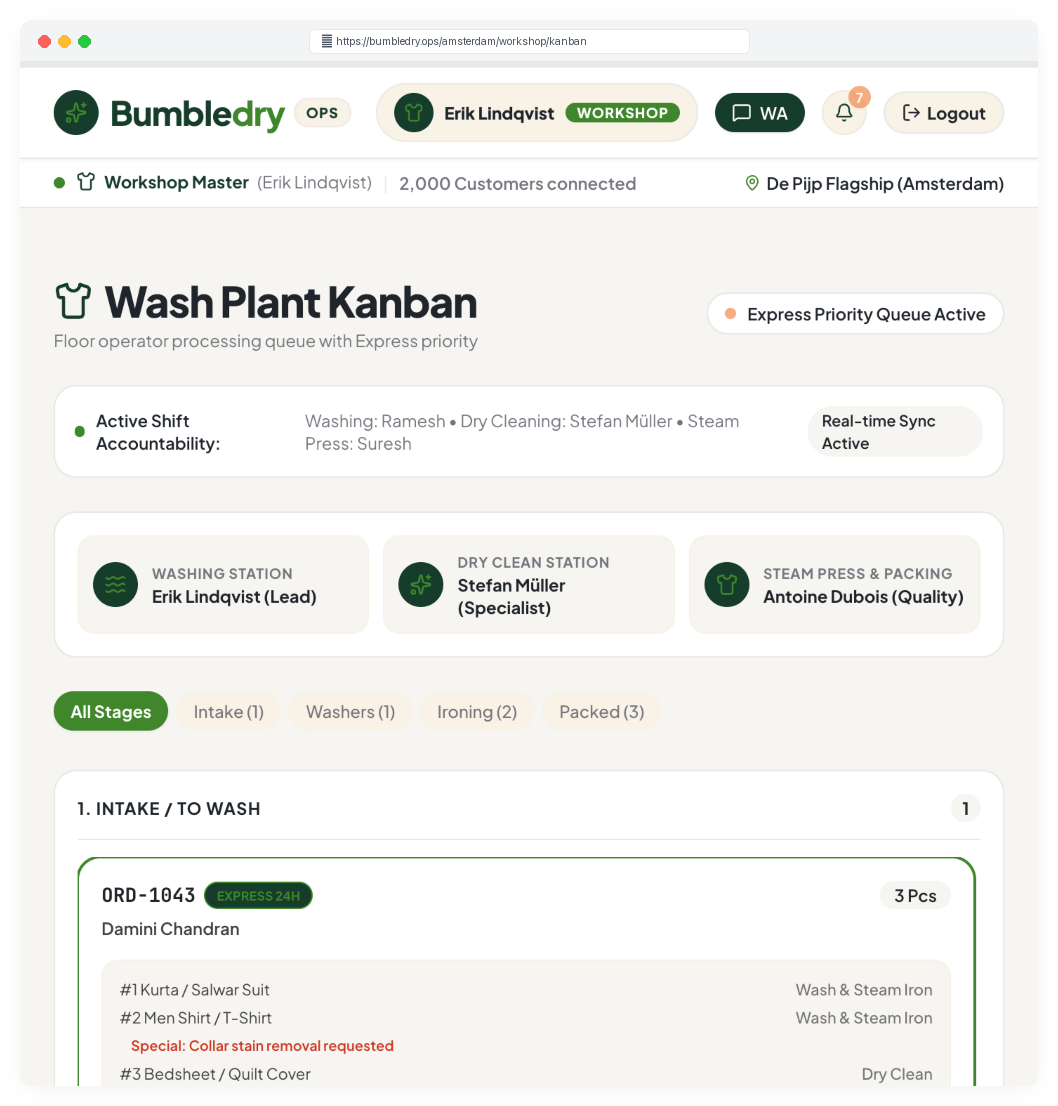 https://bumbledry.ops/amsterdam/workshop/kanban
Bumbledry OPS Erik Lindqvist WORKSHOP WA 7 Logout
Workshop Master (Erik Lindqvist) 2,000 Customers connected De Pijp Flagship (Amsterdam)
Wash Plant Kanban
Floor operator processing queue with Express priority
Express Priority Queue Active
Active Shift Accountability:
Washing: Ramesh • Dry Cleaning: Stefan Müller • Steam
Press: Suresh
Real-time Sync
Active
WASHING STATION
Erik Lindqvist (Lead)
DRY CLEAN STATION
Stefan Müller
(Specialist)
STEAM PRESS & PACKING
Antoine Dubois (Quality)
All Stages Intake (1) Washers (1) Ironing (2) Packed (3)
1. INTAKE / TO WASH 1
ORD-1043 EXPRESS 24H 3 Pcs
Damini Chandran
#1 Kurta / Salwar Suit Wash & Steam Iron
#2 Men Shirt / T-Shirt Wash & Steam Iron
Special: Collar stain removal requested
#3 Bedsheet / Quilt Cover Dry Clean